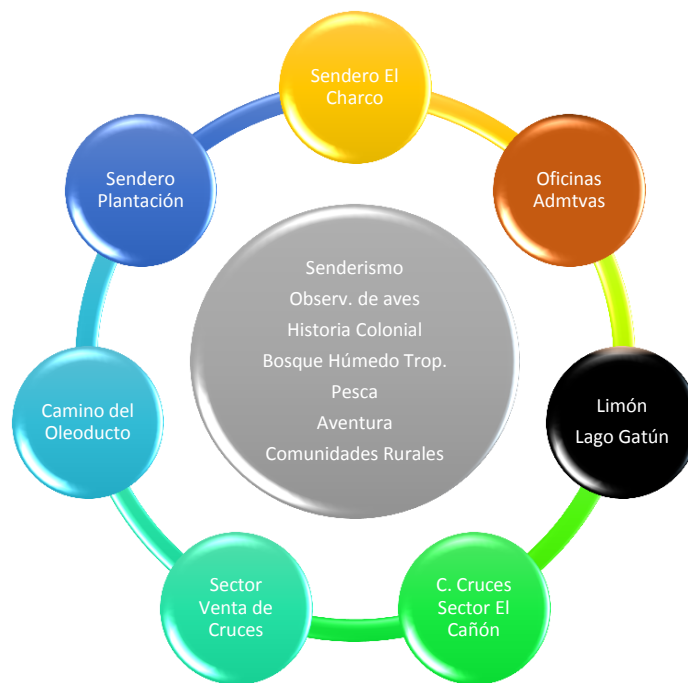 Sendero El
Charco
Oficinas
Admtvas
Limón
Lago Gatún
C. Cruces
Sector El
Cañón
Sector
Venta de
Cruces
Camino del
Oleoducto
Sendero
Plantación
Senderismo
Observ. de aves
Historia Colonial
Bosque Húmedo Trop.
Pesca
Aventura
Comunidades Rurales